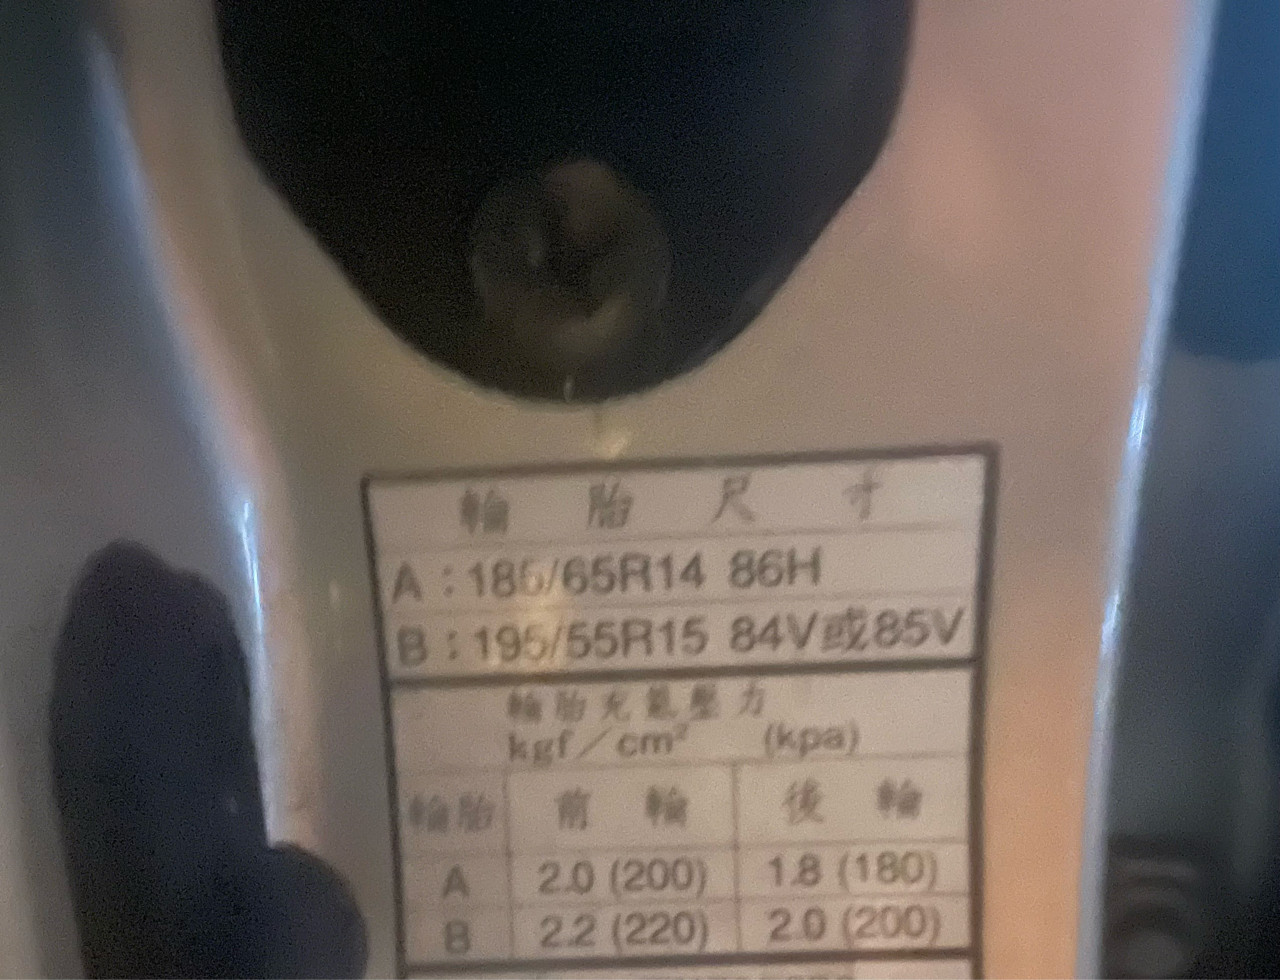 輪胎尺寸
A：185/65R14 86H
B：195/55R15 84V或85V
輪胎充氣壓力
kgf／cm² (kpa)
輪胎 前輪 後輪
A 2.0 (200) 1.8 (180)
B 2.2 (220) 2.0 (200)